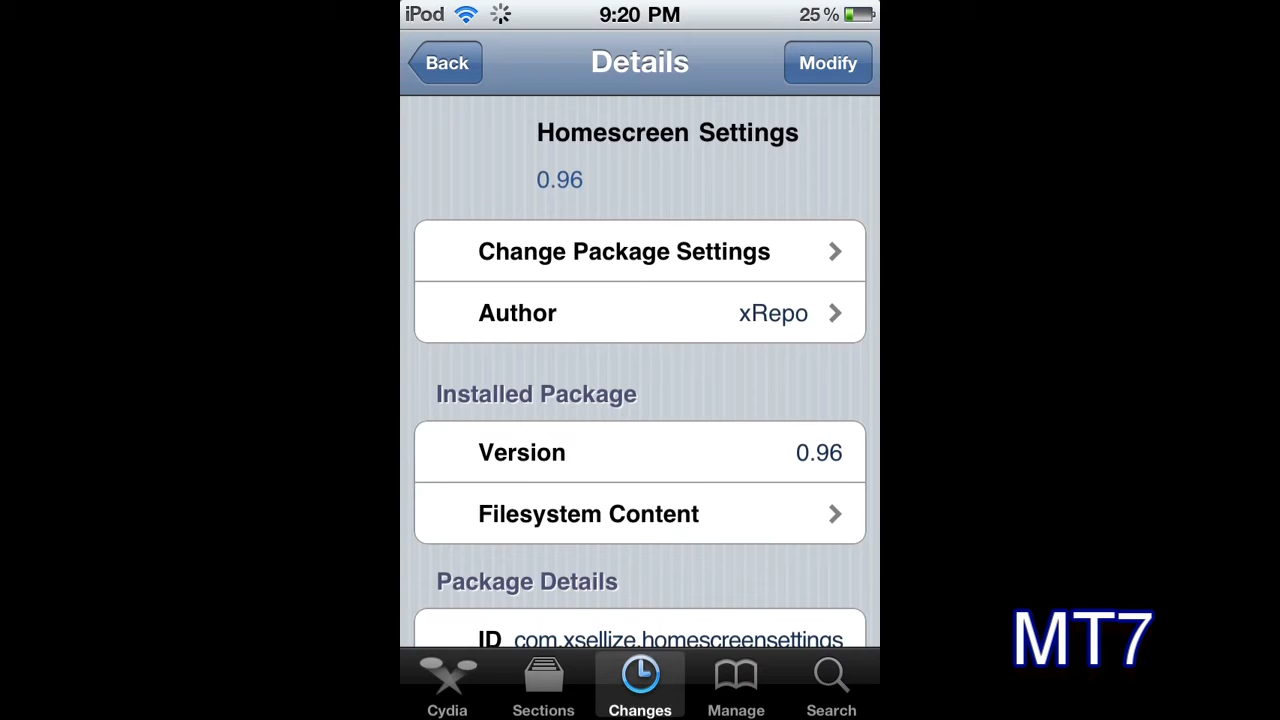 iPod 9:20 PM 25%
Back Details Modify
Homescreen Settings
0.96
Change Package Settings
Author xRepo
Installed Package
Version 0.96
Filesystem Content
Package Details
ID com.xsellize.homescreensettings
MT7
Cydia Sections Changes Manage Search